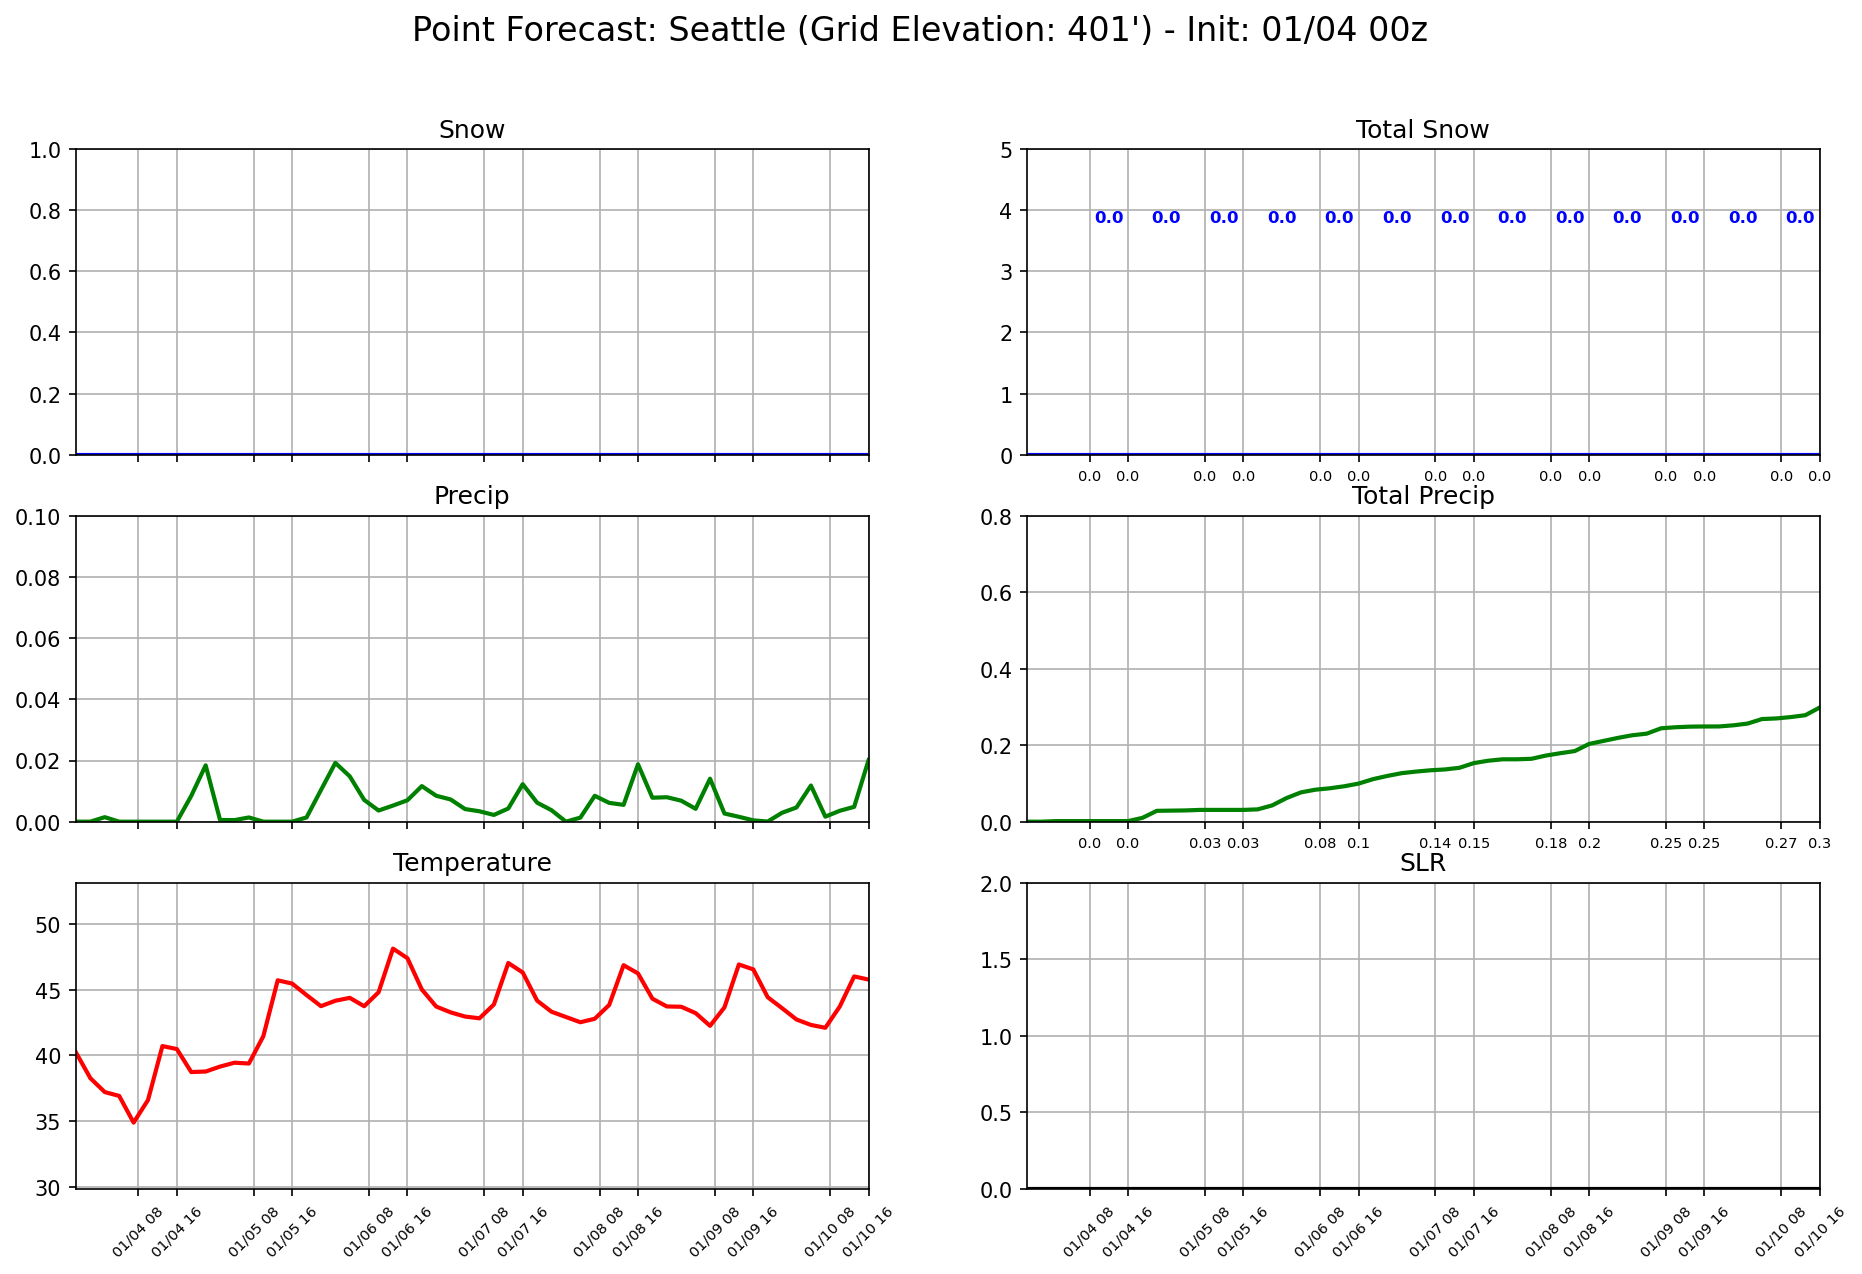 Point Forecast: Seattle (Grid Elevation: 401') - Init: 01/04 00z
Snow
1.0
0.8
0.6
0.4
0.2
0.0
Total Snow
5
4
3
2
1
0
0.0 0.0 0.0 0.0 0.0 0.0 0.0 0.0 0.0 0.0 0.0 0.0 0.0
0.0 0.0 0.0 0.0 0.0 0.0 0.0 0.0 0.0 0.0 0.0 0.0 0.0 0.0
Precip
0.10
0.08
0.06
0.04
0.02
0.00
Total Precip
0.8
0.6
0.4
0.2
0.0
0.0 0.0 0.03 0.03 0.08 0.1 0.14 0.15 0.18 0.2 0.25 0.25 0.27 0.3
Temperature
50
45
40
35
30
01/04 08 01/04 16 01/05 08 01/05 16 01/06 08 01/06 16 01/07 08 01/07 16 01/08 08 01/08 16 01/09 08 01/09 16 01/10 08 01/10 16
SLR
2.0
1.5
1.0
0.5
0.0
01/04 08 01/04 16 01/05 08 01/05 16 01/06 08 01/06 16 01/07 08 01/07 16 01/08 08 01/08 16 01/09 08 01/09 16 01/10 08 01/10 16